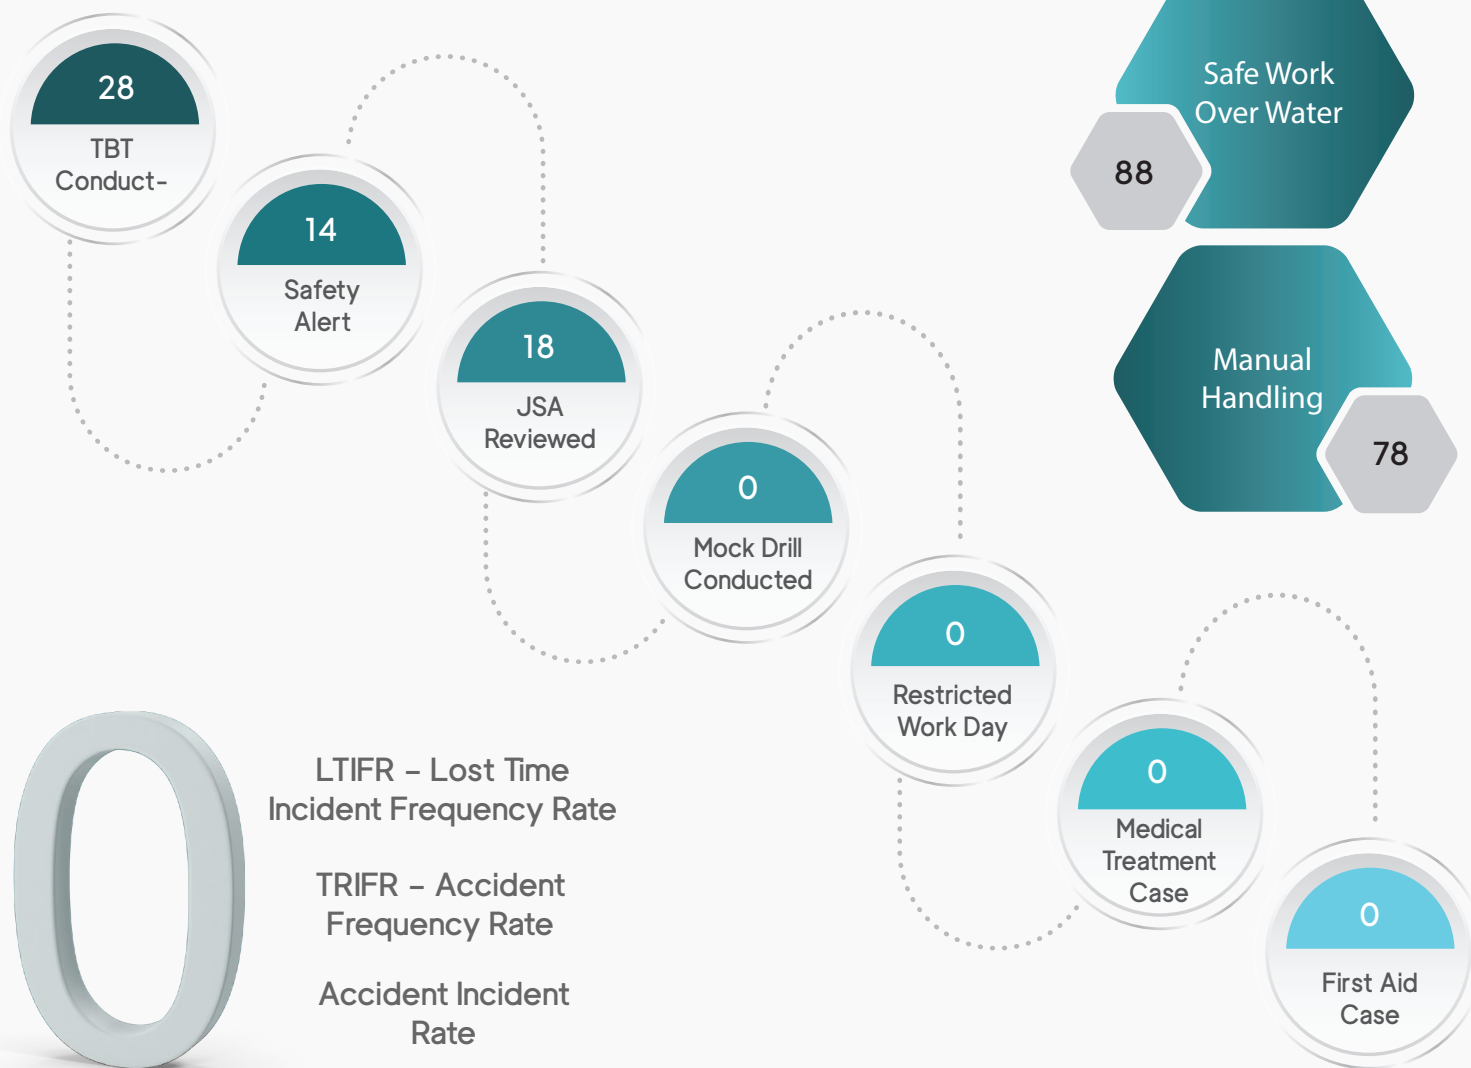 28
TBT
Conduct-
14
Safety
Alert
18
JSA
Reviewed
0
Mock Drill
Conducted
0
Restricted
Work Day
0
Medical
Treatment
Case
0
First Aid
Case
Safe Work
Over Water
88
Manual
Handling
78
0
LTIFR – Lost Time
Incident Frequency Rate
TRIFR – Accident
Frequency Rate
Accident Incident
Rate